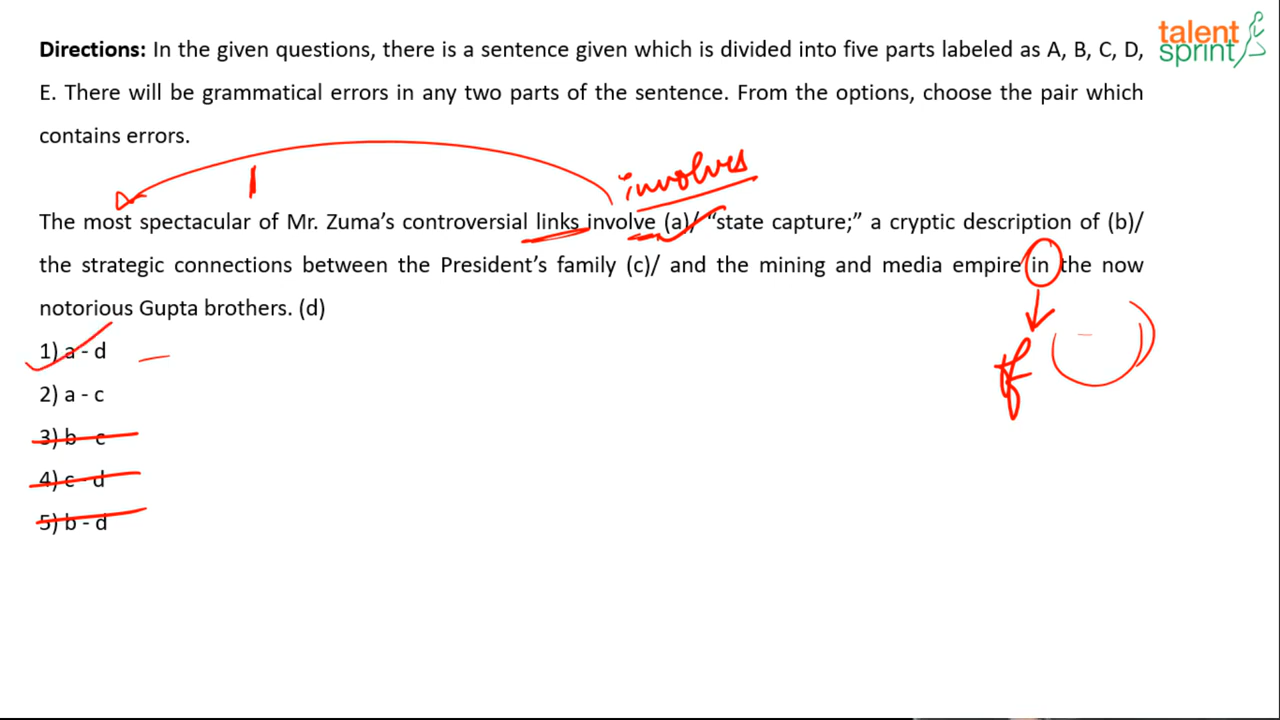 talent
sprint
Directions: In the given questions, there is a sentence given which is divided into five parts labeled as A, B, C, D,
E. There will be grammatical errors in any two parts of the sentence. From the options, choose the pair which
contains errors.
involves
The most spectacular of Mr. Zuma’s controversial links involve (a)/ “state capture;” a cryptic description of (b)/
the strategic connections between the President’s family (c)/ and the mining and media empire in the now
notorious Gupta brothers. (d)
1) a - d
of
2) a - c
3) b - c
4) c - d
5) b - d